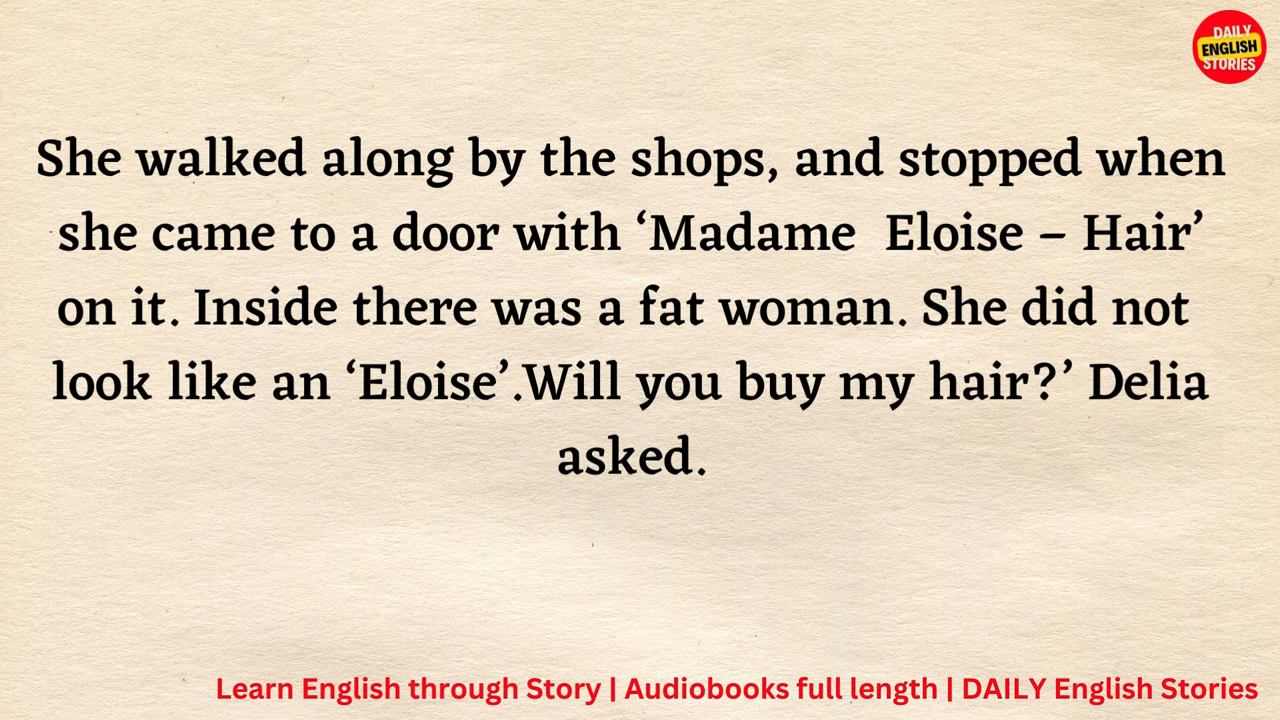 DAILY
ENGLISH
STORIES
She walked along by the shops, and stopped when
she came to a door with ‘Madame  Eloise – Hair’
on it. Inside there was a fat woman. She did not
look like an ‘Eloise’.Will you buy my hair?’ Delia
asked.
Learn English through Story | Audiobooks full length | DAILY English Stories